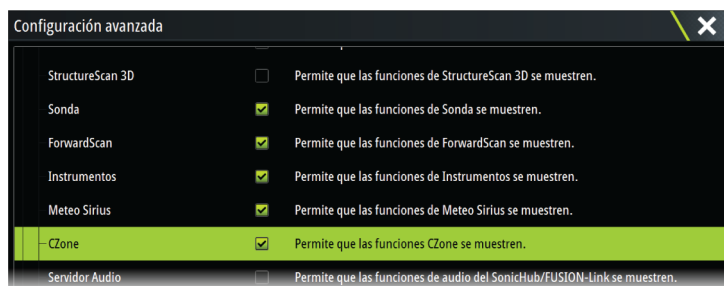 Configuración avanzada
StructureScan 3D Permite que las funciones de StructureScan 3D se muestren.
Sonda Permite que las funciones de Sonda se muestren.
ForwardScan Permite que las funciones de ForwardScan se muestren.
Instrumentos Permite que las funciones de Instrumentos se muestren.
Meteo Sirius Permite que las funciones de Meteo Sirius se muestren.
CZone Permite que las funciones CZone se muestren.
Servidor Audio Permite que las funciones de audio del SonicHub/FUSION-Link se muestren.